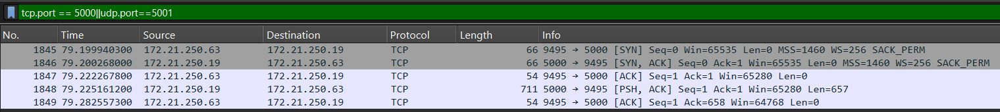 tcp.port == 5000||udp.port==5001
No. Time Source Destination Protocol Length Info
1845 79.199940300 172.21.250.63 172.21.250.19 TCP 66 9495 → 5000 [SYN] Seq=0 Win=65535 Len=0 MSS=1460 WS=256 SACK_PERM
1846 79.200268000 172.21.250.19 172.21.250.63 TCP 66 5000 → 9495 [SYN, ACK] Seq=0 Ack=1 Win=65535 Len=0 MSS=1460 WS=256 SACK_PERM
1847 79.222267800 172.21.250.63 172.21.250.19 TCP 54 9495 → 5000 [ACK] Seq=1 Ack=1 Win=65280 Len=0
1848 79.225161200 172.21.250.19 172.21.250.63 TCP 711 5000 → 9495 [PSH, ACK] Seq=1 Ack=1 Win=65280 Len=657
1849 79.282557300 172.21.250.63 172.21.250.19 TCP 54 9495 → 5000 [ACK] Seq=1 Ack=658 Win=64768 Len=0